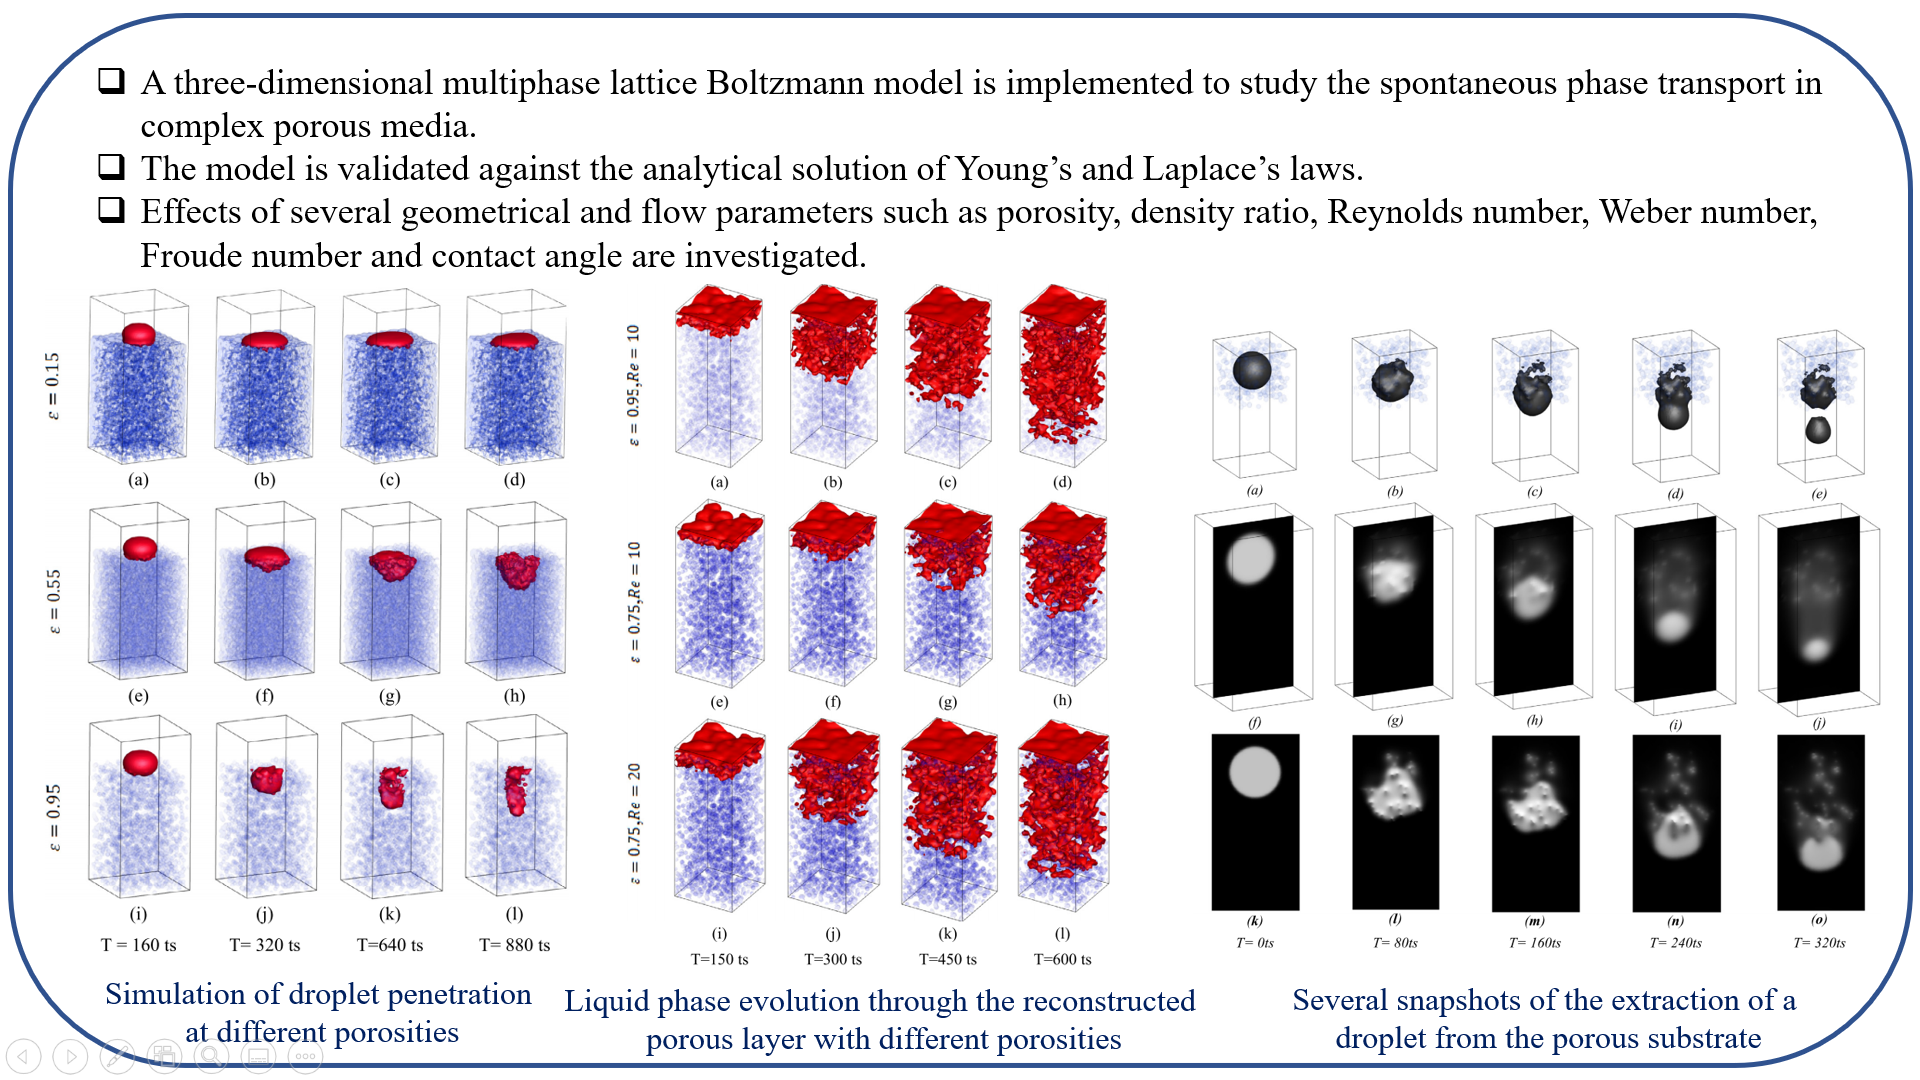 ❑ A three-dimensional multiphase lattice Boltzmann model is implemented to study the spontaneous phase transport in
complex porous media.
❑ The model is validated against the analytical solution of Young’s and Laplace’s laws.
❑ Effects of several geometrical and flow parameters such as porosity, density ratio, Reynolds number, Weber number,
Froude number and contact angle are investigated.
ε = 0.15
(a) (b) (c) (d)
ε = 0.55
(e) (f) (g) (h)
ε = 0.95
(i) (j) (k) (l)
T = 160 ts T= 320 ts T=640 ts T= 880 ts
Simulation of droplet penetration
at different porosities
ε = 0.95, Re = 10
(a) (b) (c) (d)
ε = 0.75, Re = 10
(e) (f) (g) (h)
ε = 0.75, Re = 20
(i) (j) (k) (l)
T=150 ts T=300 ts T=450 ts T=600 ts
Liquid phase evolution through the reconstructed
porous layer with different porosities
(a) (b) (c) (d) (e)
(f) (g) (h) (i) (j)
(k) (l) (m) (n) (o)
T= 0ts T= 80ts T= 160ts T= 240ts T= 320ts
Several snapshots of the extraction of a
droplet from the porous substrate